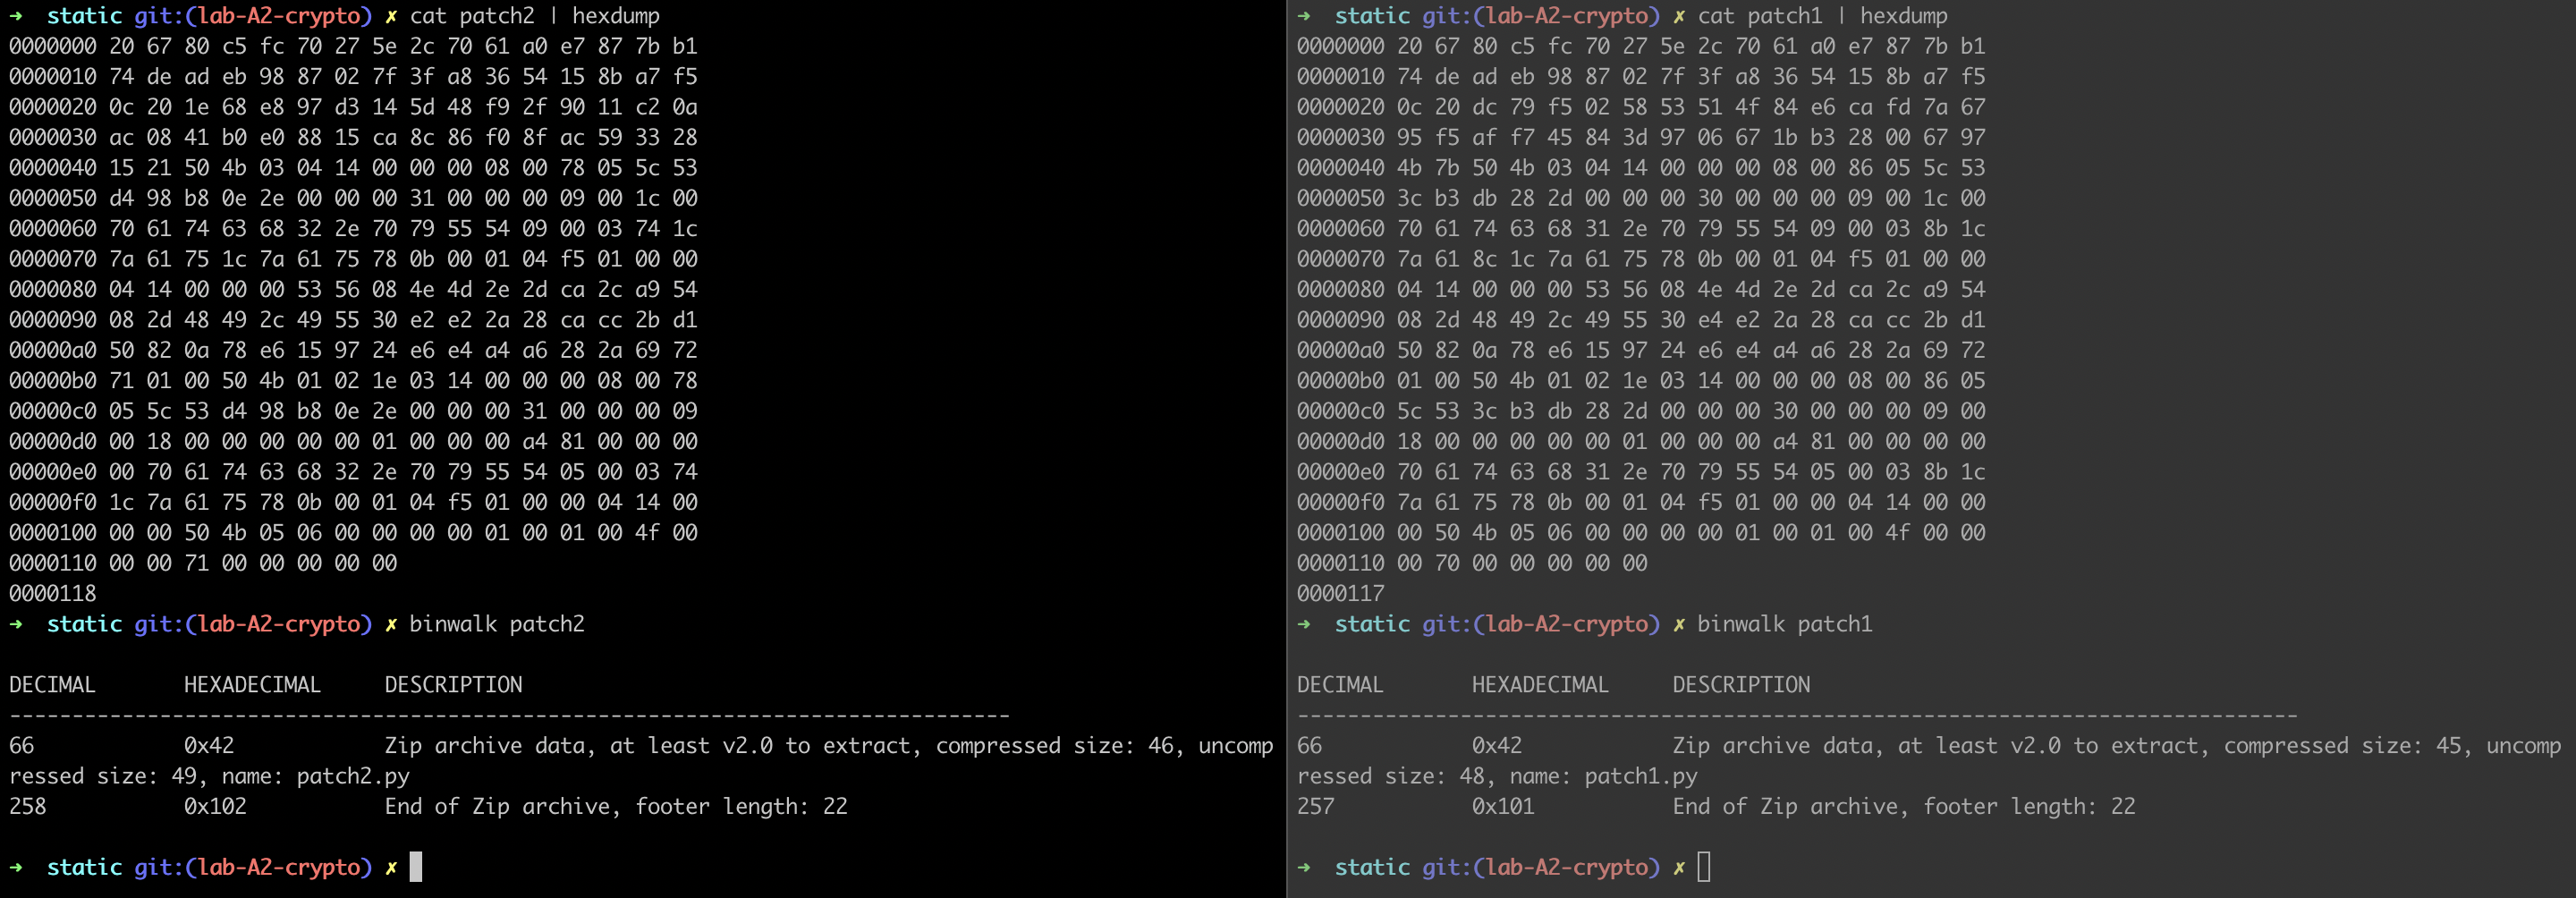 → static git:(lab-A2-crypto) ✗ cat patch2 | hexdump
0000000 20 67 80 c5 fc 70 27 5e 2c 70 61 a0 e7 87 7b b1
0000010 74 de ad eb 98 87 02 7f 3f a8 36 54 15 8b a7 f5
0000020 0c 20 1e 68 e8 97 d3 14 5d 48 f9 2f 90 11 c2 0a
0000030 ac 08 41 b0 e0 88 15 ca 8c 86 f0 8f ac 59 33 28
0000040 15 21 50 4b 03 04 14 00 00 00 08 00 78 05 5c 53
0000050 d4 98 b8 0e 2e 00 00 00 31 00 00 00 09 00 1c 00
0000060 70 61 74 63 68 32 2e 70 79 55 54 09 00 03 74 1c
0000070 7a 61 75 1c 7a 61 75 78 0b 00 01 04 f5 01 00 00
0000080 04 14 00 00 00 53 56 08 4e 4d 2e 2d ca 2c a9 54
0000090 08 2d 48 49 2c 49 55 30 e2 e2 2a 28 ca cc 2b d1
00000a0 50 82 0a 78 e6 15 97 24 e6 e4 a4 a6 28 2a 69 72
00000b0 71 01 00 50 4b 01 02 1e 03 14 00 00 00 08 00 78
00000c0 05 5c 53 d4 98 b8 0e 2e 00 00 00 31 00 00 00 09
00000d0 00 18 00 00 00 00 00 01 00 00 00 a4 81 00 00 00
00000e0 00 70 61 74 63 68 32 2e 70 79 55 54 05 00 03 74
00000f0 1c 7a 61 75 78 0b 00 01 04 f5 01 00 00 04 14 00
0000100 00 00 50 4b 05 06 00 00 00 00 01 00 01 00 4f 00
0000110 00 00 71 00 00 00 00 00
0000118
→ static git:(lab-A2-crypto) ✗ binwalk patch2
DECIMAL HEXADECIMAL DESCRIPTION
--------------------------------------------------------------------------------
66 0x42 Zip archive data, at least v2.0 to extract, compressed size: 46, uncomp
ressed size: 49, name: patch2.py
258 0x102 End of Zip archive, footer length: 22
→ static git:(lab-A2-crypto) ✗
→ static git:(lab-A2-crypto) ✗ cat patch1 | hexdump
0000000 20 67 80 c5 fc 70 27 5e 2c 70 61 a0 e7 87 7b b1
0000010 74 de ad eb 98 87 02 7f 3f a8 36 54 15 8b a7 f5
0000020 0c 20 dc 79 f5 02 58 53 51 4f 84 e6 ca fd 7a 67
0000030 95 f5 af f7 45 84 3d 97 06 67 1b b3 28 00 67 97
0000040 4b 7b 50 4b 03 04 14 00 00 00 08 00 86 05 5c 53
0000050 3c b3 db 28 2d 00 00 00 30 00 00 00 09 00 1c 00
0000060 70 61 74 63 68 31 2e 70 79 55 54 09 00 03 8b 1c
0000070 7a 61 8c 1c 7a 61 75 78 0b 00 01 04 f5 01 00 00
0000080 04 14 00 00 00 53 56 08 4e 4d 2e 2d ca 2c a9 54
0000090 08 2d 48 49 2c 49 55 30 e4 e2 2a 28 ca cc 2b d1
00000a0 50 82 0a 78 e6 15 97 24 e6 e4 a4 a6 28 2a 69 72
00000b0 01 00 50 4b 01 02 1e 03 14 00 00 00 08 00 86 05
00000c0 5c 53 3c b3 db 28 2d 00 00 00 30 00 00 00 09 00
00000d0 18 00 00 00 00 00 01 00 00 00 a4 81 00 00 00 00
00000e0 70 61 74 63 68 31 2e 70 79 55 54 05 00 03 8b 1c
00000f0 7a 61 75 78 0b 00 01 04 f5 01 00 00 04 14 00 00
0000100 00 50 4b 05 06 00 00 00 00 01 00 01 00 4f 00 00
0000110 00 70 00 00 00 00 00
0000117
→ static git:(lab-A2-crypto) ✗ binwalk patch1
DECIMAL HEXADECIMAL DESCRIPTION
--------------------------------------------------------------------------------
66 0x42 Zip archive data, at least v2.0 to extract, compressed size: 45, uncomp
ressed size: 48, name: patch1.py
257 0x101 End of Zip archive, footer length: 22
→ static git:(lab-A2-crypto) ✗